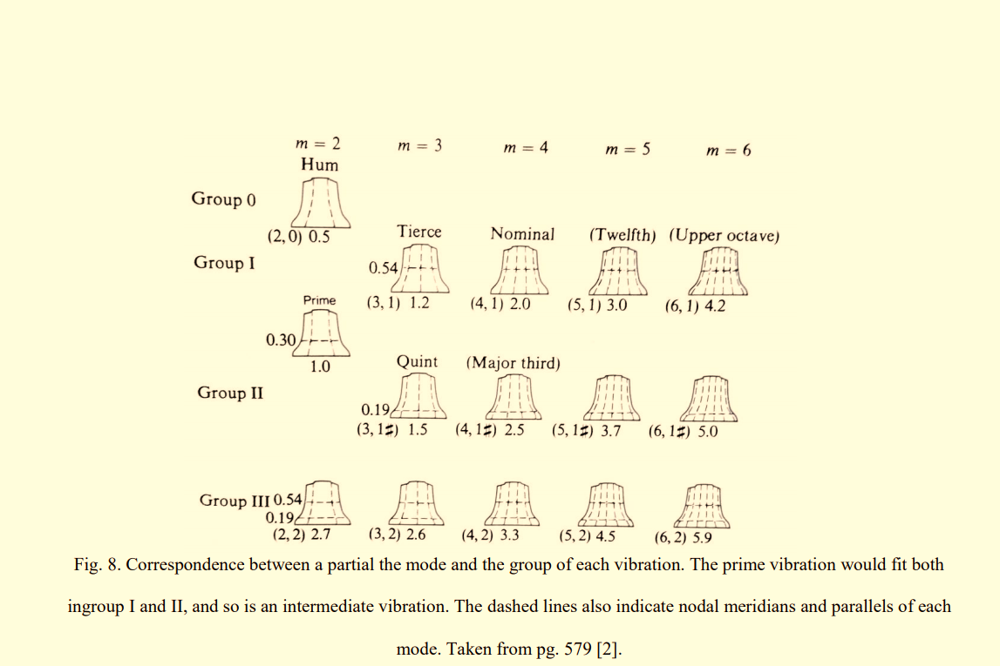 m = 2 m = 3 m = 4 m = 5 m = 6
Hum
Group 0
(2, 0) 0.5
Tierce Nominal (Twelfth) (Upper octave)
Group I 0.54
(3, 1) 1.2 (4, 1) 2.0 (5, 1) 3.0 (6, 1) 4.2
Prime
0.30
1.0
Quint (Major third)
Group II
0.19
(3, 1♯) 1.5 (4, 1♯) 2.5 (5, 1♯) 3.7 (6, 1♯) 5.0
Group III 0.54
0.19
(2, 2) 2.7 (3, 2) 2.6 (4, 2) 3.3 (5, 2) 4.5 (6, 2) 5.9
Fig. 8. Correspondence between a partial the mode and the group of each vibration. The prime vibration would fit both
ingroup I and II, and so is an intermediate vibration. The dashed lines also indicate nodal meridians and parallels of each
mode. Taken from pg. 579 [2].